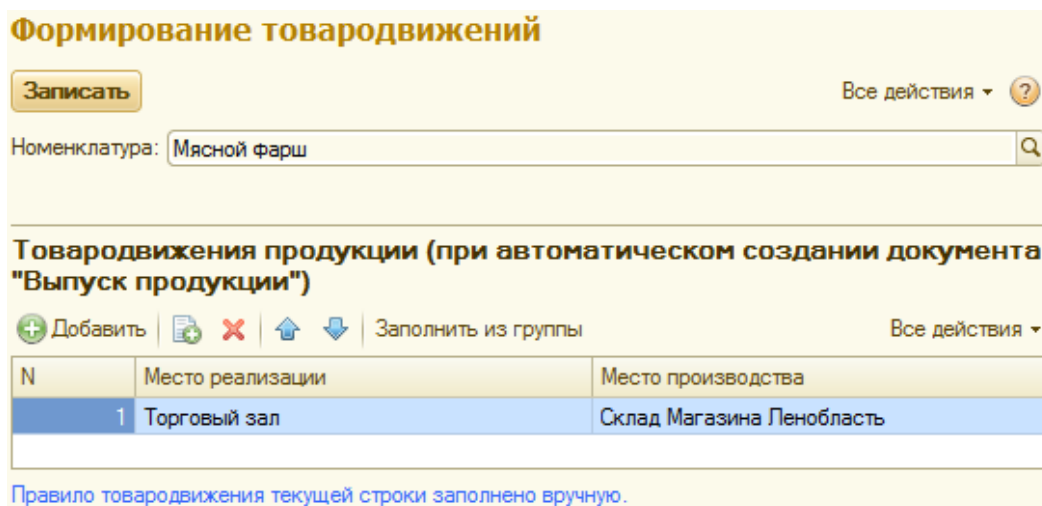 Формирование товародвижений
Записать Все действия ?
Номенклатура: Мясной фарш
Товародвижения продукции (при автоматическом создании документа
"Выпуск продукции")
Добавить Заполнить из группы Все действия
N Место реализации Место производства
1 Торговый зал Склад Магазина Ленобласть
Правило товародвижения текущей строки заполнено вручную.